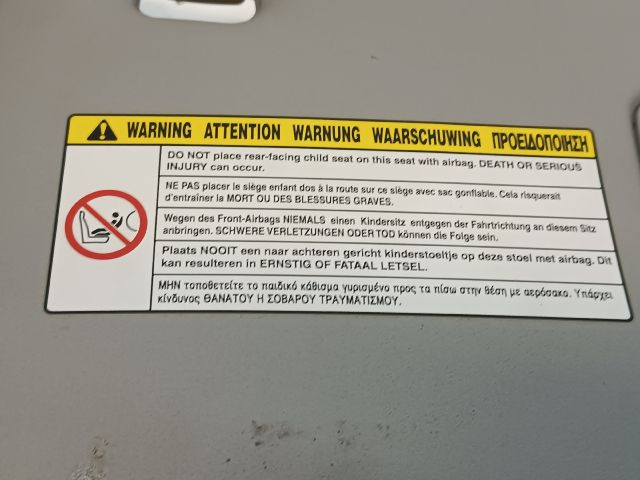 WARNING ATTENTION WARNUNG WAARSCHUWING ΠΡΟΕΙΔΟΠΟΙΗΣΗ
DO NOT place rear-facing child seat on this seat with airbag. DEATH OR SERIOUS
INJURY can occur.
NE PAS placer le siège enfant dos à la route sur ce siège avec sac gonflable. Cela risquerait
d'entraîner la MORT OU DES BLESSURES GRAVES.
Wegen des Front-Airbags NIEMALS einen Kindersitz entgegen der Fahrtrichtung an diesem Sitz
anbringen. SCHWERE VERLETZUNGEN ODER TOD können die Folge sein.
Plaats NOOIT een naar achteren gericht kinderstoeltje op deze stoel met airbag. Dit
kan resulteren in ERNSTIG OF FATAAL LETSEL.
ΜΗΝ τοποθετείτε το παιδικό κάθισμα γυρισμένο προς τα πίσω στην θέση με αερόσακο. Υπάρχει
κίνδυνος ΘΑΝΑΤΟΥ Η ΣΟΒΑΡΟΥ ΤΡΑΥΜΑΤΙΣΜΟΥ.